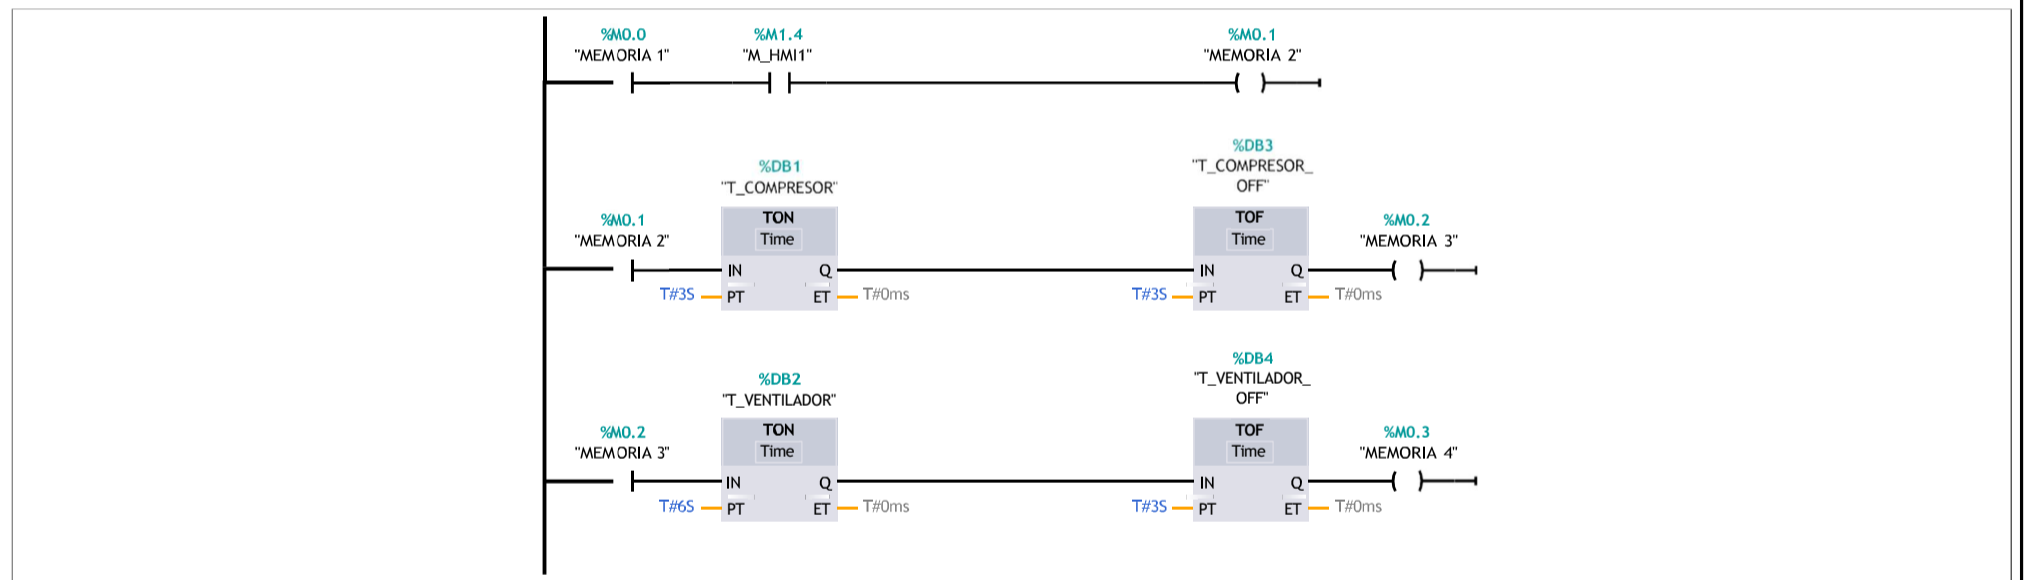 %M0.0 %M1.4 %M0.1
"MEMORIA 1" "M_HMI1" "MEMORIA 2"
%DB3
%DB1 "T_COMPRESOR_
"T_COMPRESOR" OFF"
%M0.1 TON TOF %M0.2
"MEMORIA 2" Time Time "MEMORIA 3"
IN Q IN Q
T#3S PT ET T#0ms T#3S PT ET T#0ms
%DB4
%DB2 "T_VENTILADOR_
"T_VENTILADOR" OFF"
%M0.2 TON TOF %M0.3
"MEMORIA 3" Time Time "MEMORIA 4"
IN Q IN Q
T#6S PT ET T#0ms T#3S PT ET T#0ms